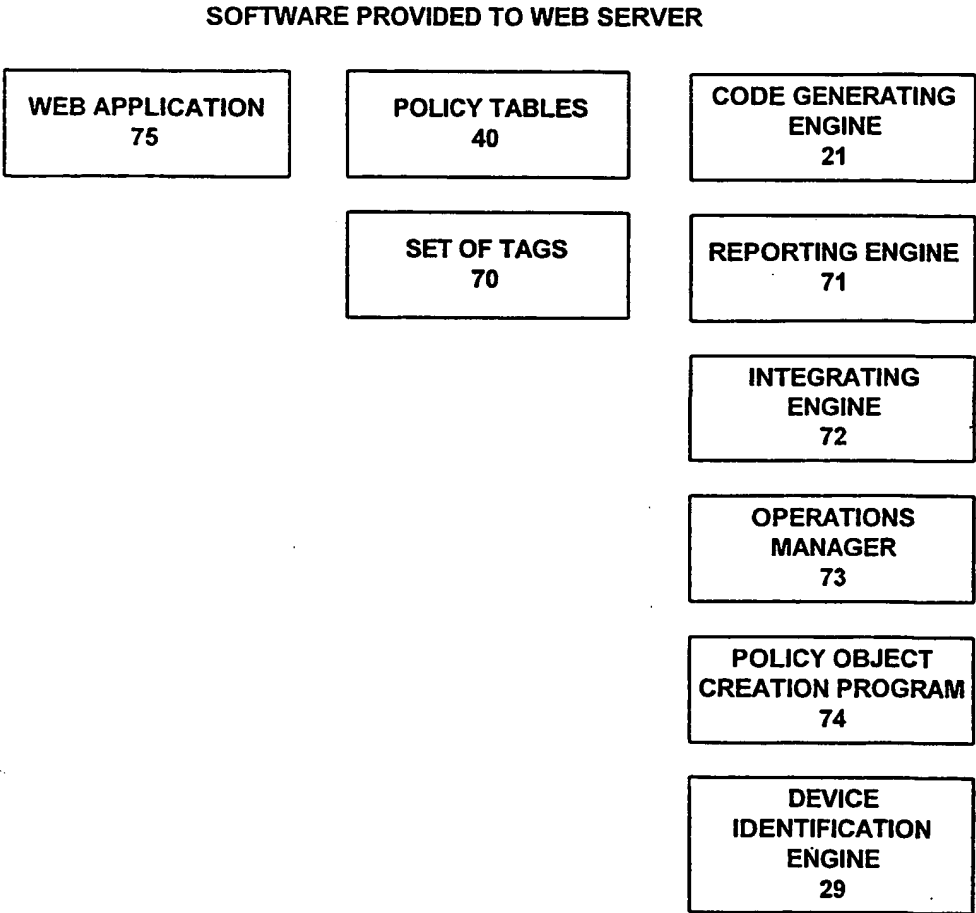 SOFTWARE PROVIDED TO WEB SERVER
WEB APPLICATION
75
POLICY TABLES
40
CODE GENERATING
ENGINE
21
SET OF TAGS
70
REPORTING ENGINE
71
INTEGRATING
ENGINE
72
OPERATIONS
MANAGER
73
POLICY OBJECT
CREATION PROGRAM
74
DEVICE
IDENTIFICATION
ENGINE
29